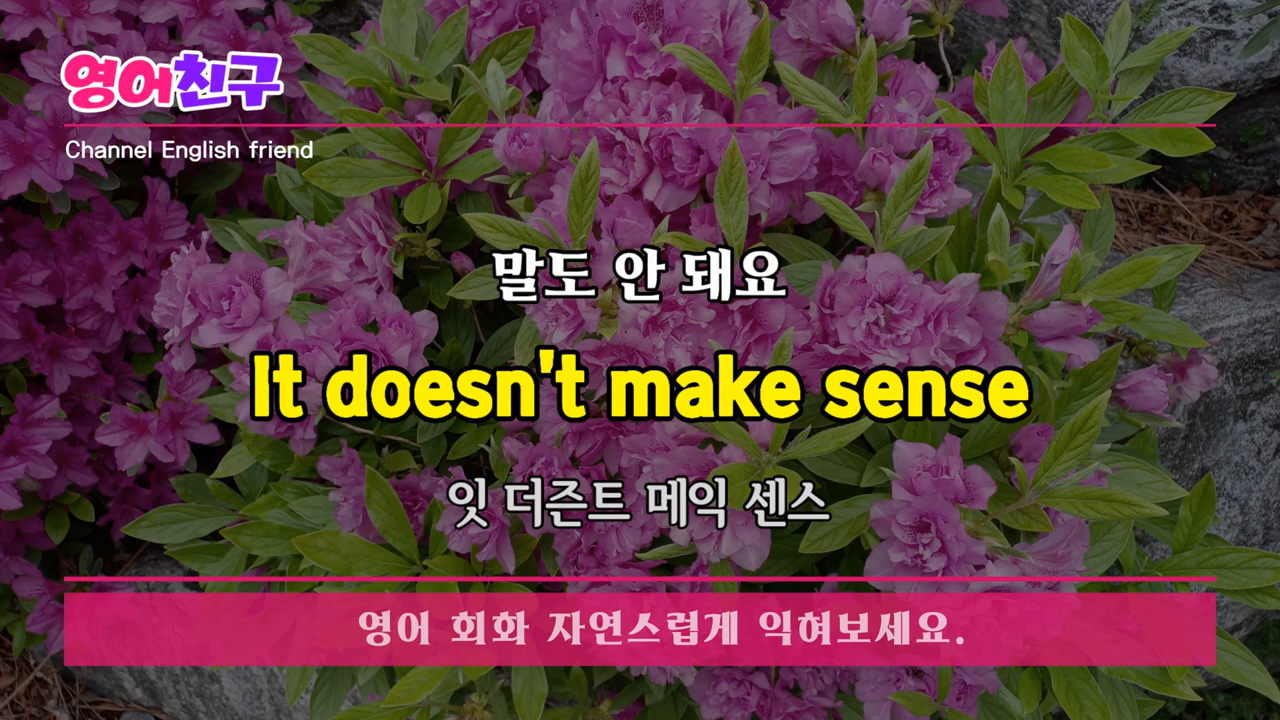 영어친구
Channel English friend
말도 안 돼요
It doesn't make sense
잇 더즌트 메익 센스
영어 회화 자연스럽게 익혀보세요.